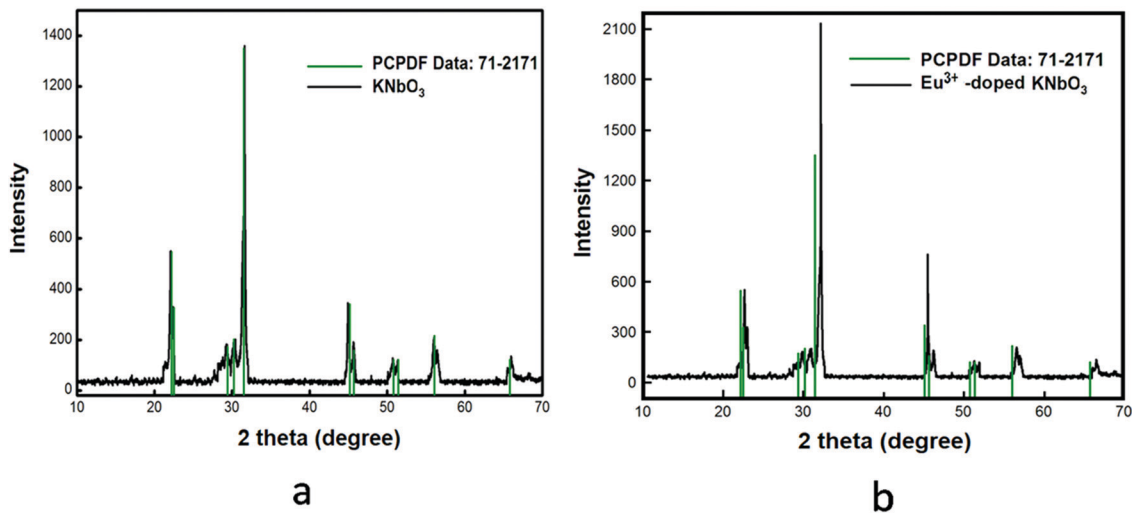 1400
1200
1000
800
600
400
200
0
Intensity
10 20 30 40 50 60 70
2 theta (degree)
PCPDF Data: 71-2171
KNbO₃
a
2100
1800
1500
1200
900
600
300
0
Intensity
10 20 30 40 50 60 70
2 theta (degree)
PCPDF Data: 71-2171
Eu³⁺ -doped KNbO₃
b